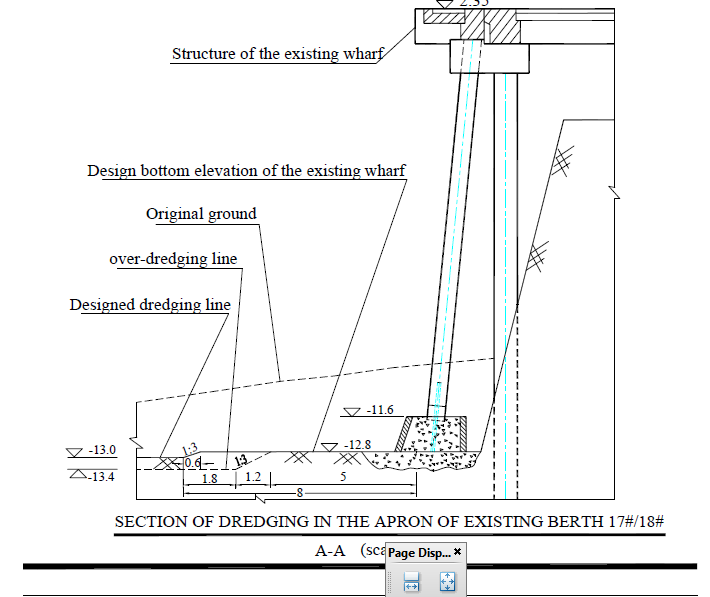 2.35
Structure of the existing wharf
Design bottom elevation of the existing wharf
Original ground
over-dredging line
Designed dredging line
-11.6
-13.0
1:3
-12.8
0.6
1:3
-13.4
1.8
1.2
5
8
SECTION OF DREDGING IN THE APRON OF EXISTING BERTH 17#/18#
A-A
Page Disp... ×